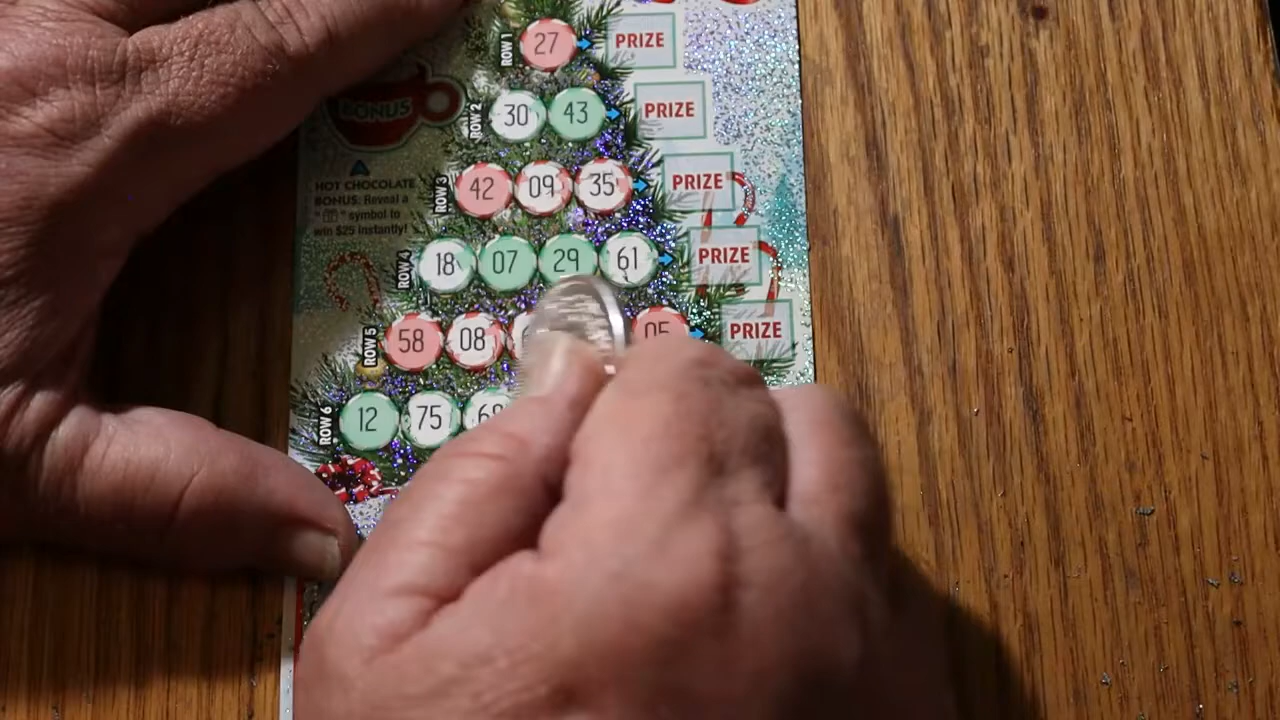 ROW 1 27 PRIZE
ROW 2 30 43 PRIZE
BONUS
ROW 3 42 09 35 PRIZE
HOT CHOCOLATE
BONUS: Reveal a
" " symbol to
win $25 instantly!
ROW 4 18 07 29 61 PRIZE
ROW 5 58 08 05 PRIZE
ROW 6 12 75 68